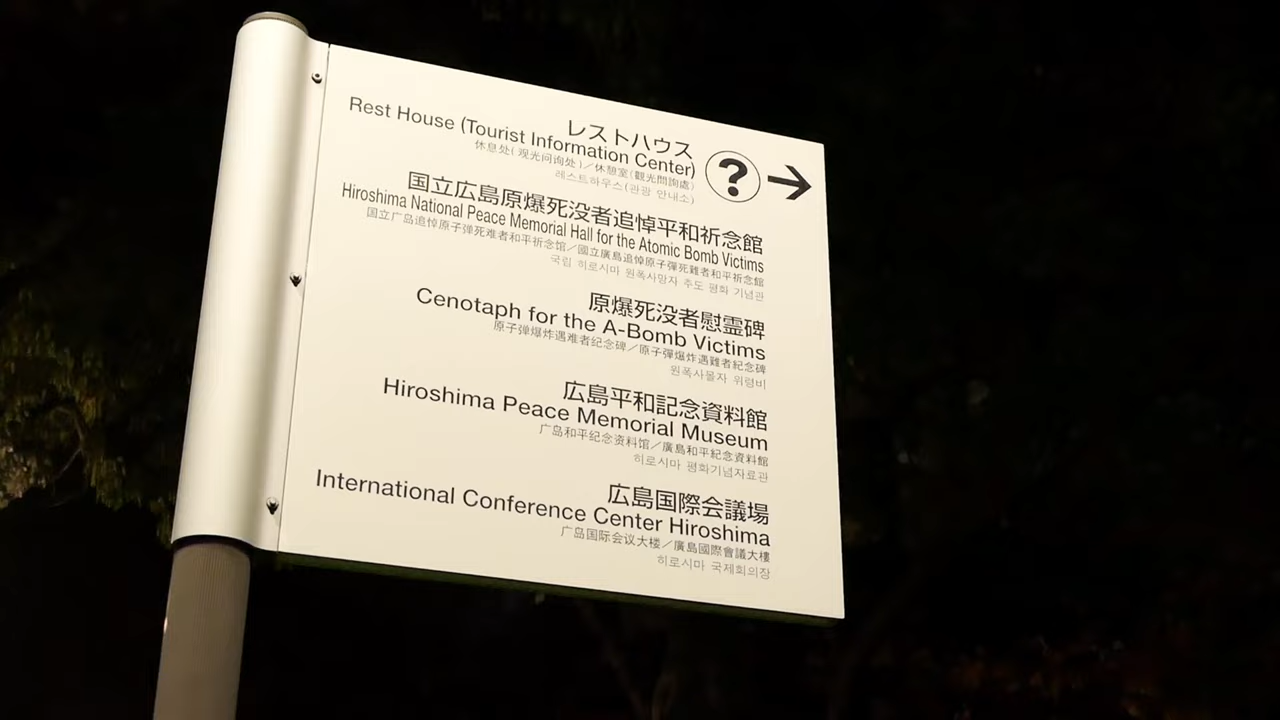 レストハウス
Rest House (Tourist Information Center)
休息处(观光问询处)／休憩室(觀光問詢處)
레스트하우스(관광 안내소)
?
国立広島原爆死没者追悼平和祈念館
Hiroshima National Peace Memorial Hall for the Atomic Bomb Victims
国立广岛追悼原子弹死难者和平祈念馆／國立廣島追悼原子彈死難者和平祈念館
국립 히로시마 원폭사망자 추도 평화 기념관
原爆死没者慰霊碑
Cenotaph for the A-Bomb Victims
原子弹爆炸遇难者纪念碑／原子彈爆炸遇難者紀念碑
원폭사몰자 위령비
広島平和記念資料館
Hiroshima Peace Memorial Museum
广岛和平纪念资料馆／廣島和平紀念資料館
히로시마 평화기념자료관
広島国際会議場
International Conference Center Hiroshima
广岛国际会议大楼／廣島國際會議大樓
히로시마 국제회의장